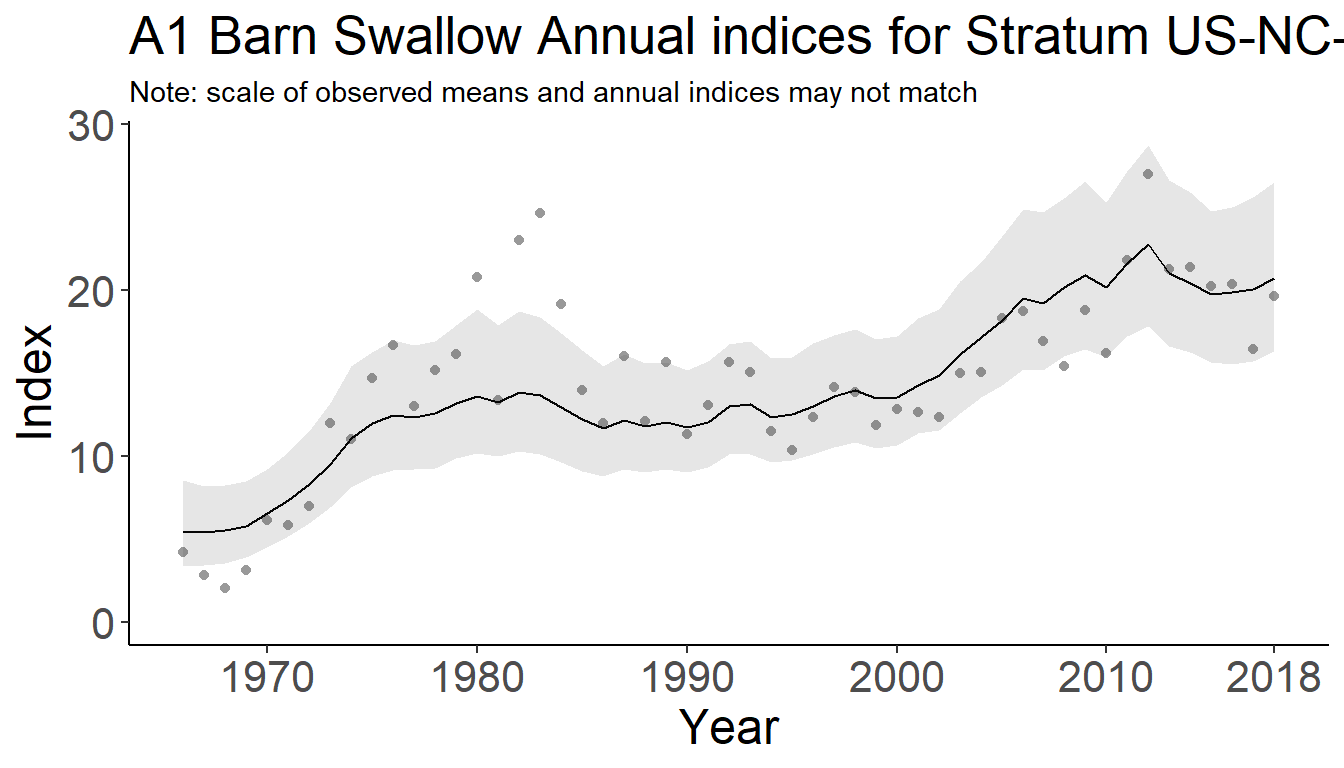 A1 Barn Swallow Annual indices for Stratum US-NC-
Note: scale of observed means and annual indices may not match
30
20
10
0
Index
1970 1980 1990 2000 2010 2018
Year